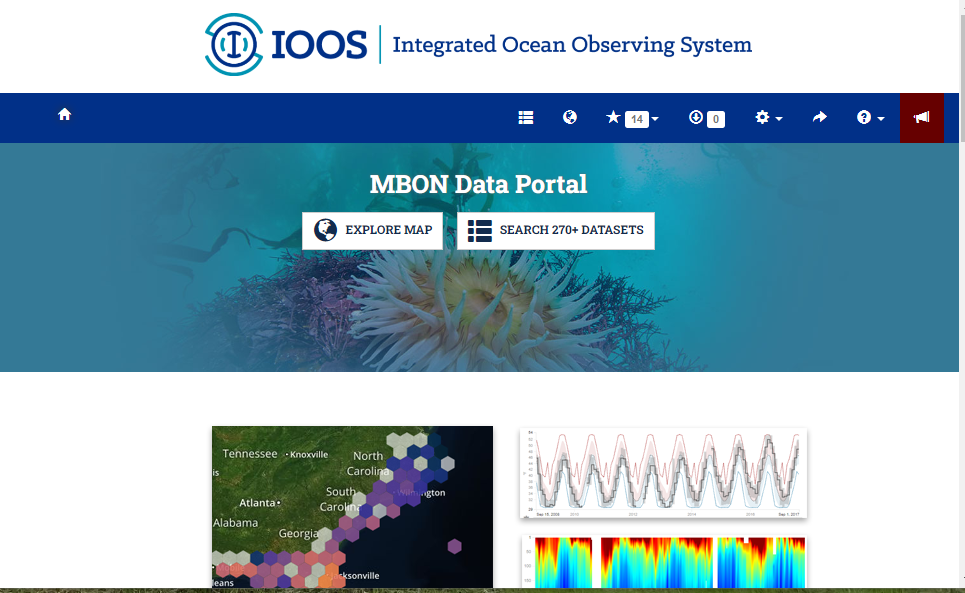 IOOS Integrated Ocean Observing System
14
0
MBON Data Portal
EXPLORE MAP
SEARCH 270+ DATASETS
Tennessee
Knoxville
North
Carolina
is
South
Carolina
Wilmington
Atlanta
Alabama
Georgia
Jacksonville
leans
Sep 15, 2008
2010
2012
2014
2016
Sep 1, 2017